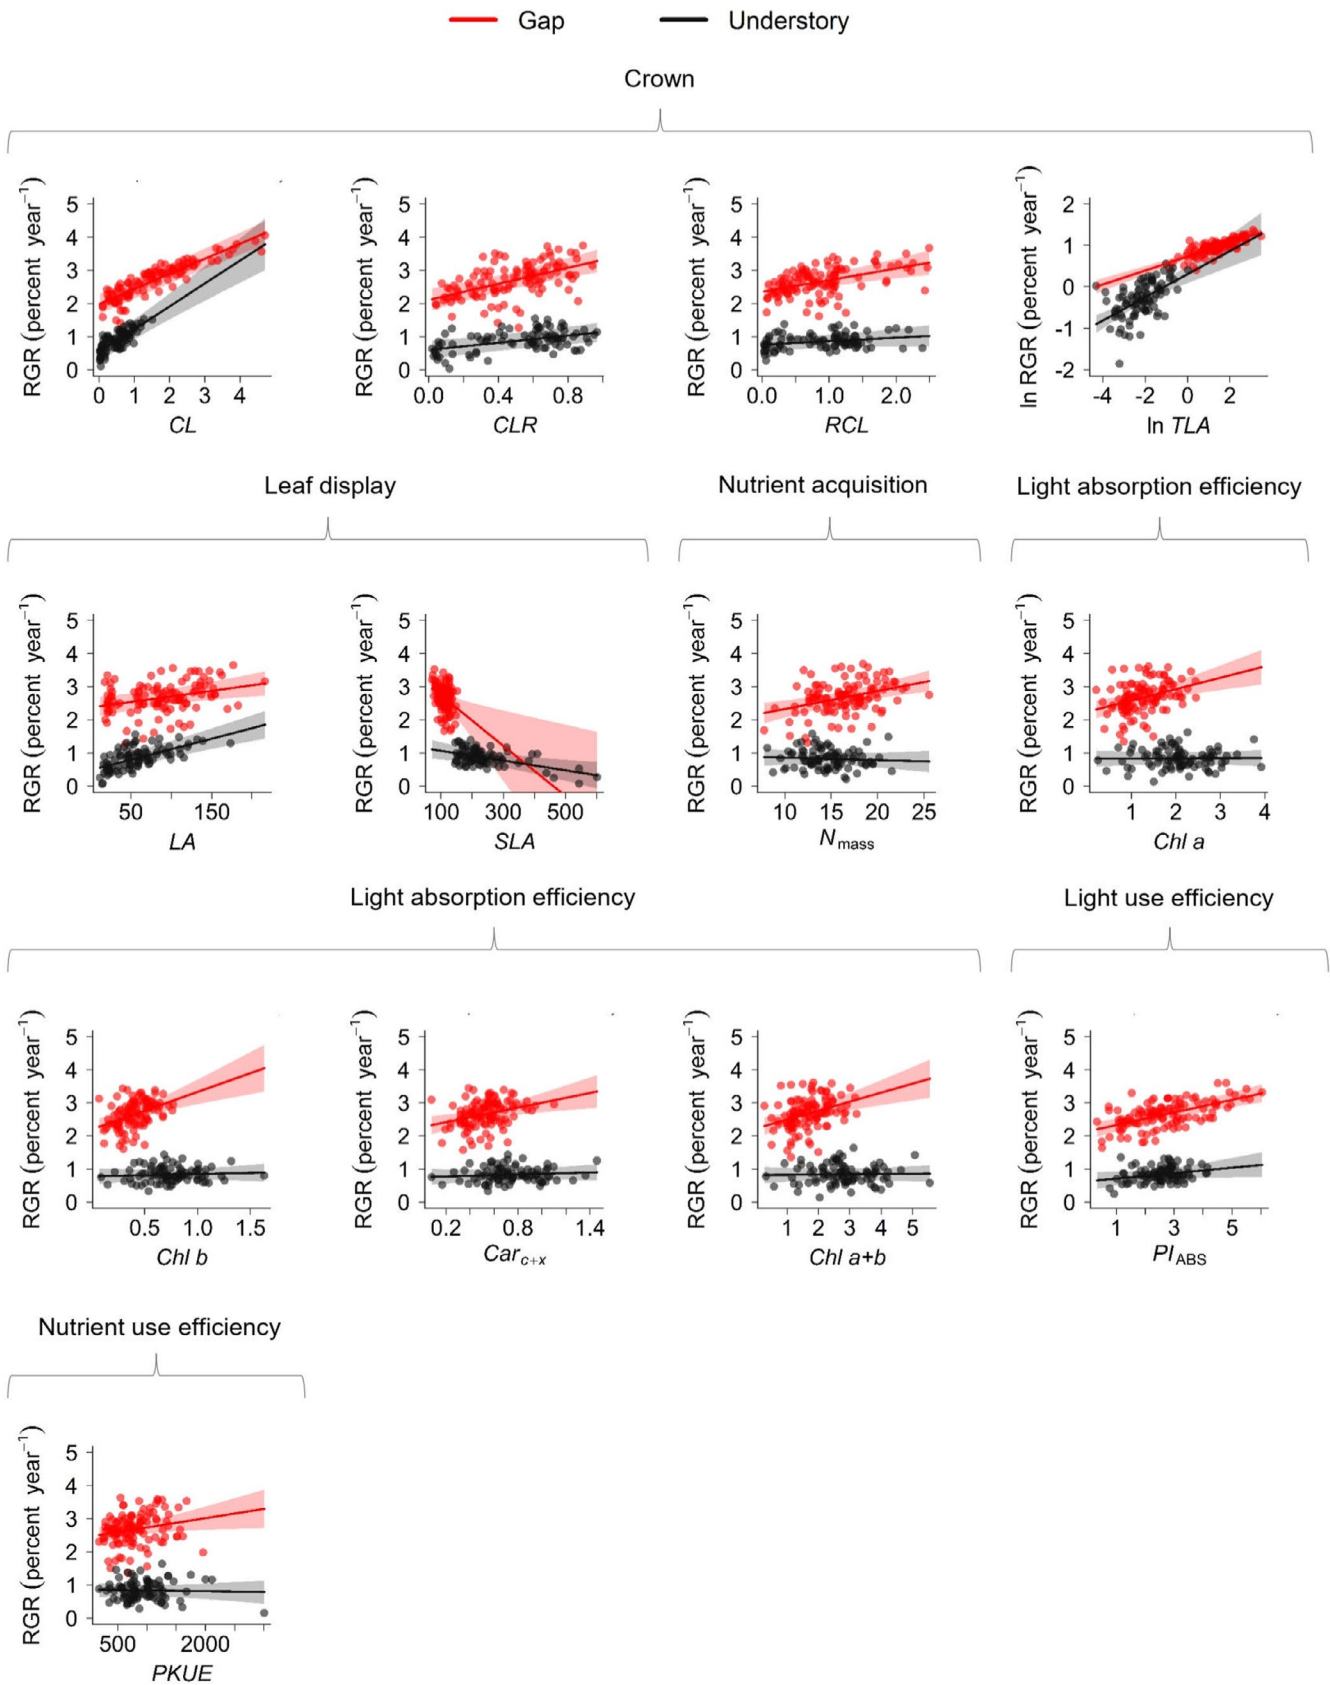 Gap Understory
Crown
RGR (percent year⁻¹) 5 4 3 2 1 0
0 1 2 3 4
CL
RGR (percent year⁻¹) 5 4 3 2 1 0
0.0 0.4 0.8
CLR
RGR (percent year⁻¹) 5 4 3 2 1 0
0.0 1.0 2.0
RCL
ln RGR (percent year⁻¹) 2 1 0 -1 -2
-4 -2 0 2
ln TLA
Leaf display Nutrient acquisition Light absorption efficiency
RGR (percent year⁻¹) 5 4 3 2 1 0
50 150
LA
RGR (percent year⁻¹) 5 4 3 2 1 0
100 300 500
SLA
RGR (percent year⁻¹) 5 4 3 2 1 0
10 15 20 25
Nmass
RGR (percent year⁻¹) 5 4 3 2 1 0
1 2 3 4
Chl a
Light absorption efficiency Light use efficiency
RGR (percent year⁻¹) 5 4 3 2 1 0
0.5 1.0 1.5
Chl b
RGR (percent year⁻¹) 5 4 3 2 1 0
0.2 0.8 1.4
Carc+x
RGR (percent year⁻¹) 5 4 3 2 1 0
1 2 3 4 5
Chl a+b
RGR (percent year⁻¹) 5 4 3 2 1 0
1 3 5
PIABS
Nutrient use efficiency
RGR (percent year⁻¹) 5 4 3 2 1 0
500 2000
PKUE